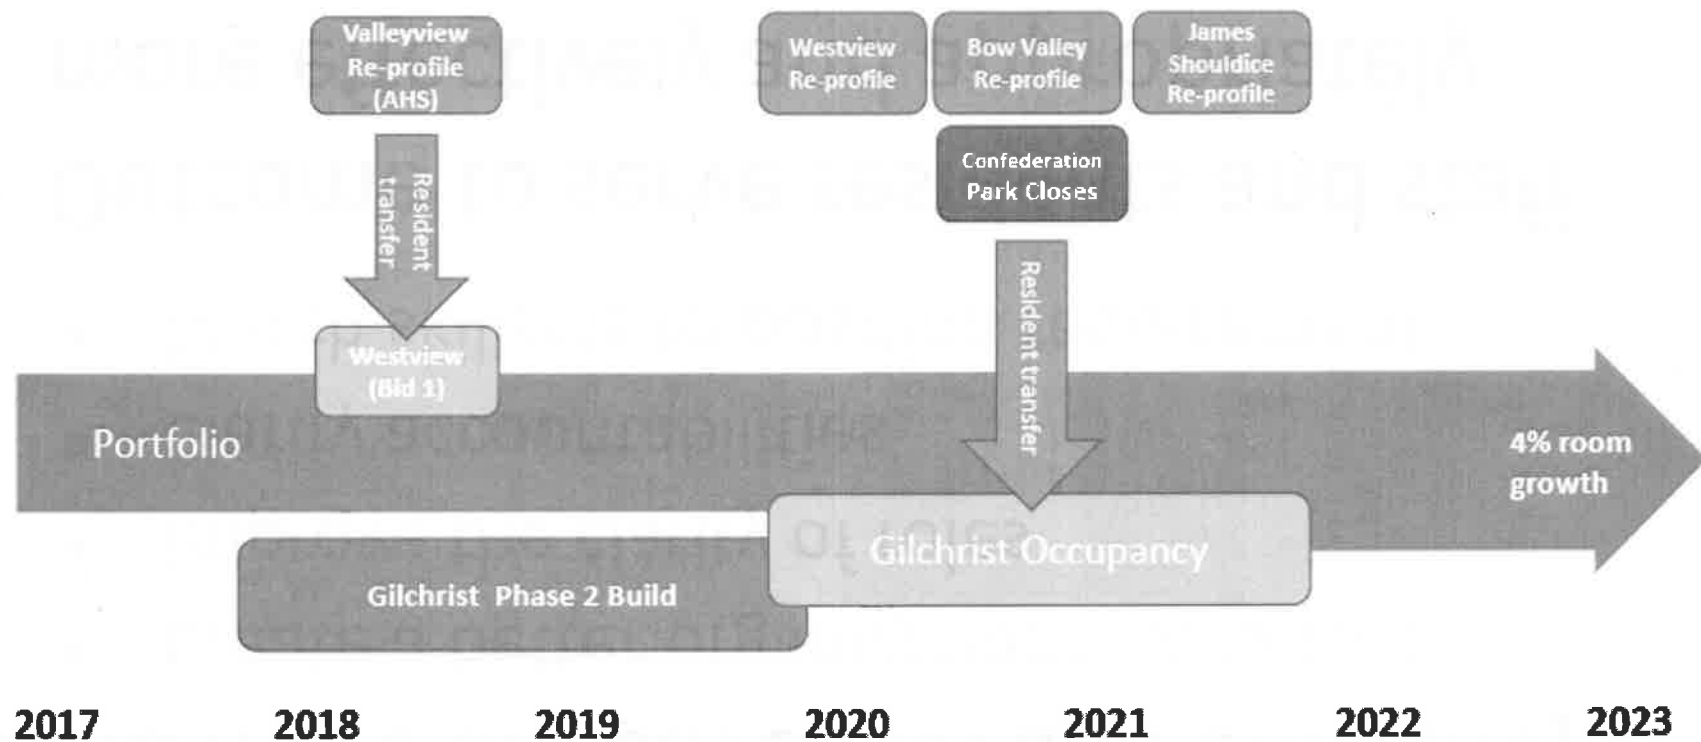 Valleyview
Re-profile
(AHS)
Westview
Re-profile
Bow Valley
Re-profile
James
Shouldice
Re-profile
Confederation
Park Closes
Resident
transfer
Resident transfer
Westview
(Bid 1)
Portfolio
4% room
growth
Gilchrist Occupancy
Gilchrist Phase 2 Build
2017 2018 2019 2020 2021 2022 2023